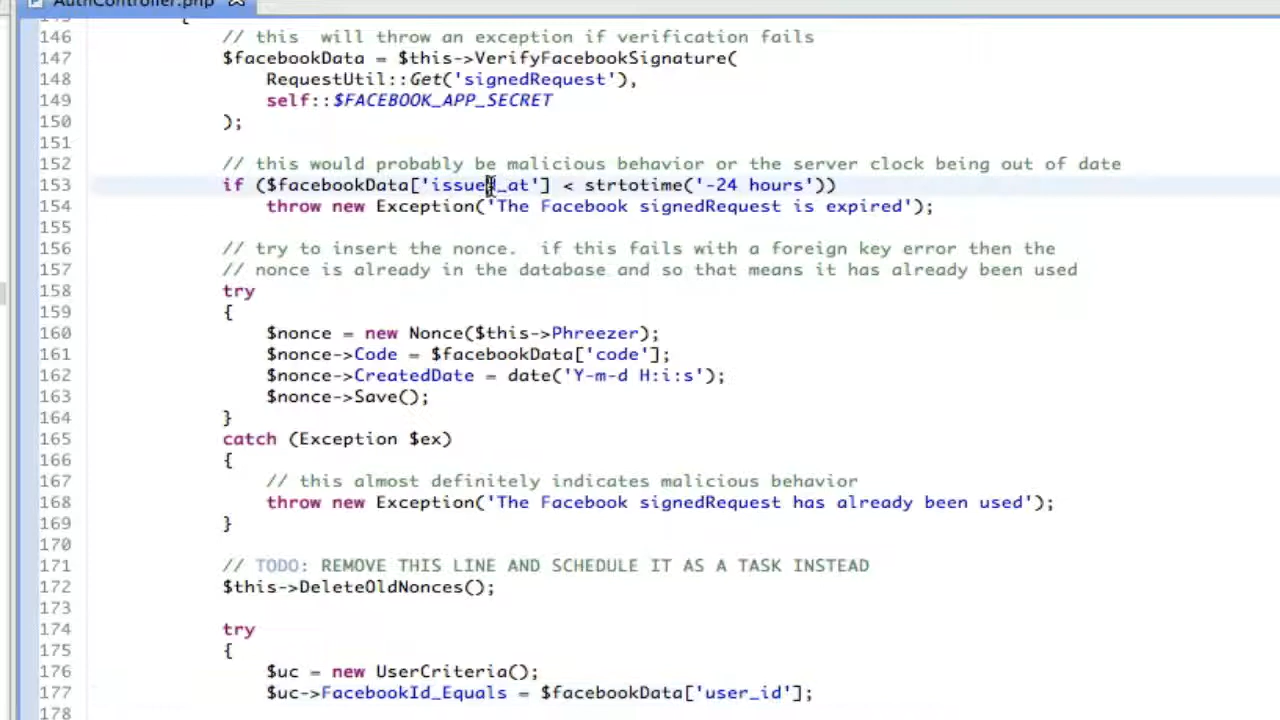 AuthController.php
145 {
146 // this  will throw an exception if verification fails
147 $facebookData = $this->VerifyFacebookSignature(
148 RequestUtil::Get('signedRequest'),
149 self::$FACEBOOK_APP_SECRET
150 );
151
152 // this would probably be malicious behavior or the server clock being out of date
153 if ($facebookData['issued_at'] < strtotime('-24 hours'))
154 throw new Exception('The Facebook signedRequest is expired');
155
156 // try to insert the nonce.  if this fails with a foreign key error then the
157 // nonce is already in the database and so that means it has already been used
158 try
159 {
160 $nonce = new Nonce($this->Phreezer);
161 $nonce->Code = $facebookData['code'];
162 $nonce->CreatedDate = date('Y-m-d H:i:s');
163 $nonce->Save();
164 }
165 catch (Exception $ex)
166 {
167 // this almost definitely indicates malicious behavior
168 throw new Exception('The Facebook signedRequest has already been used');
169 }
170
171 // TODO: REMOVE THIS LINE AND SCHEDULE IT AS A TASK INSTEAD
172 $this->DeleteOldNonces();
173
174 try
175 {
176 $uc = new UserCriteria();
177 $uc->FacebookId_Equals = $facebookData['user_id'];
178